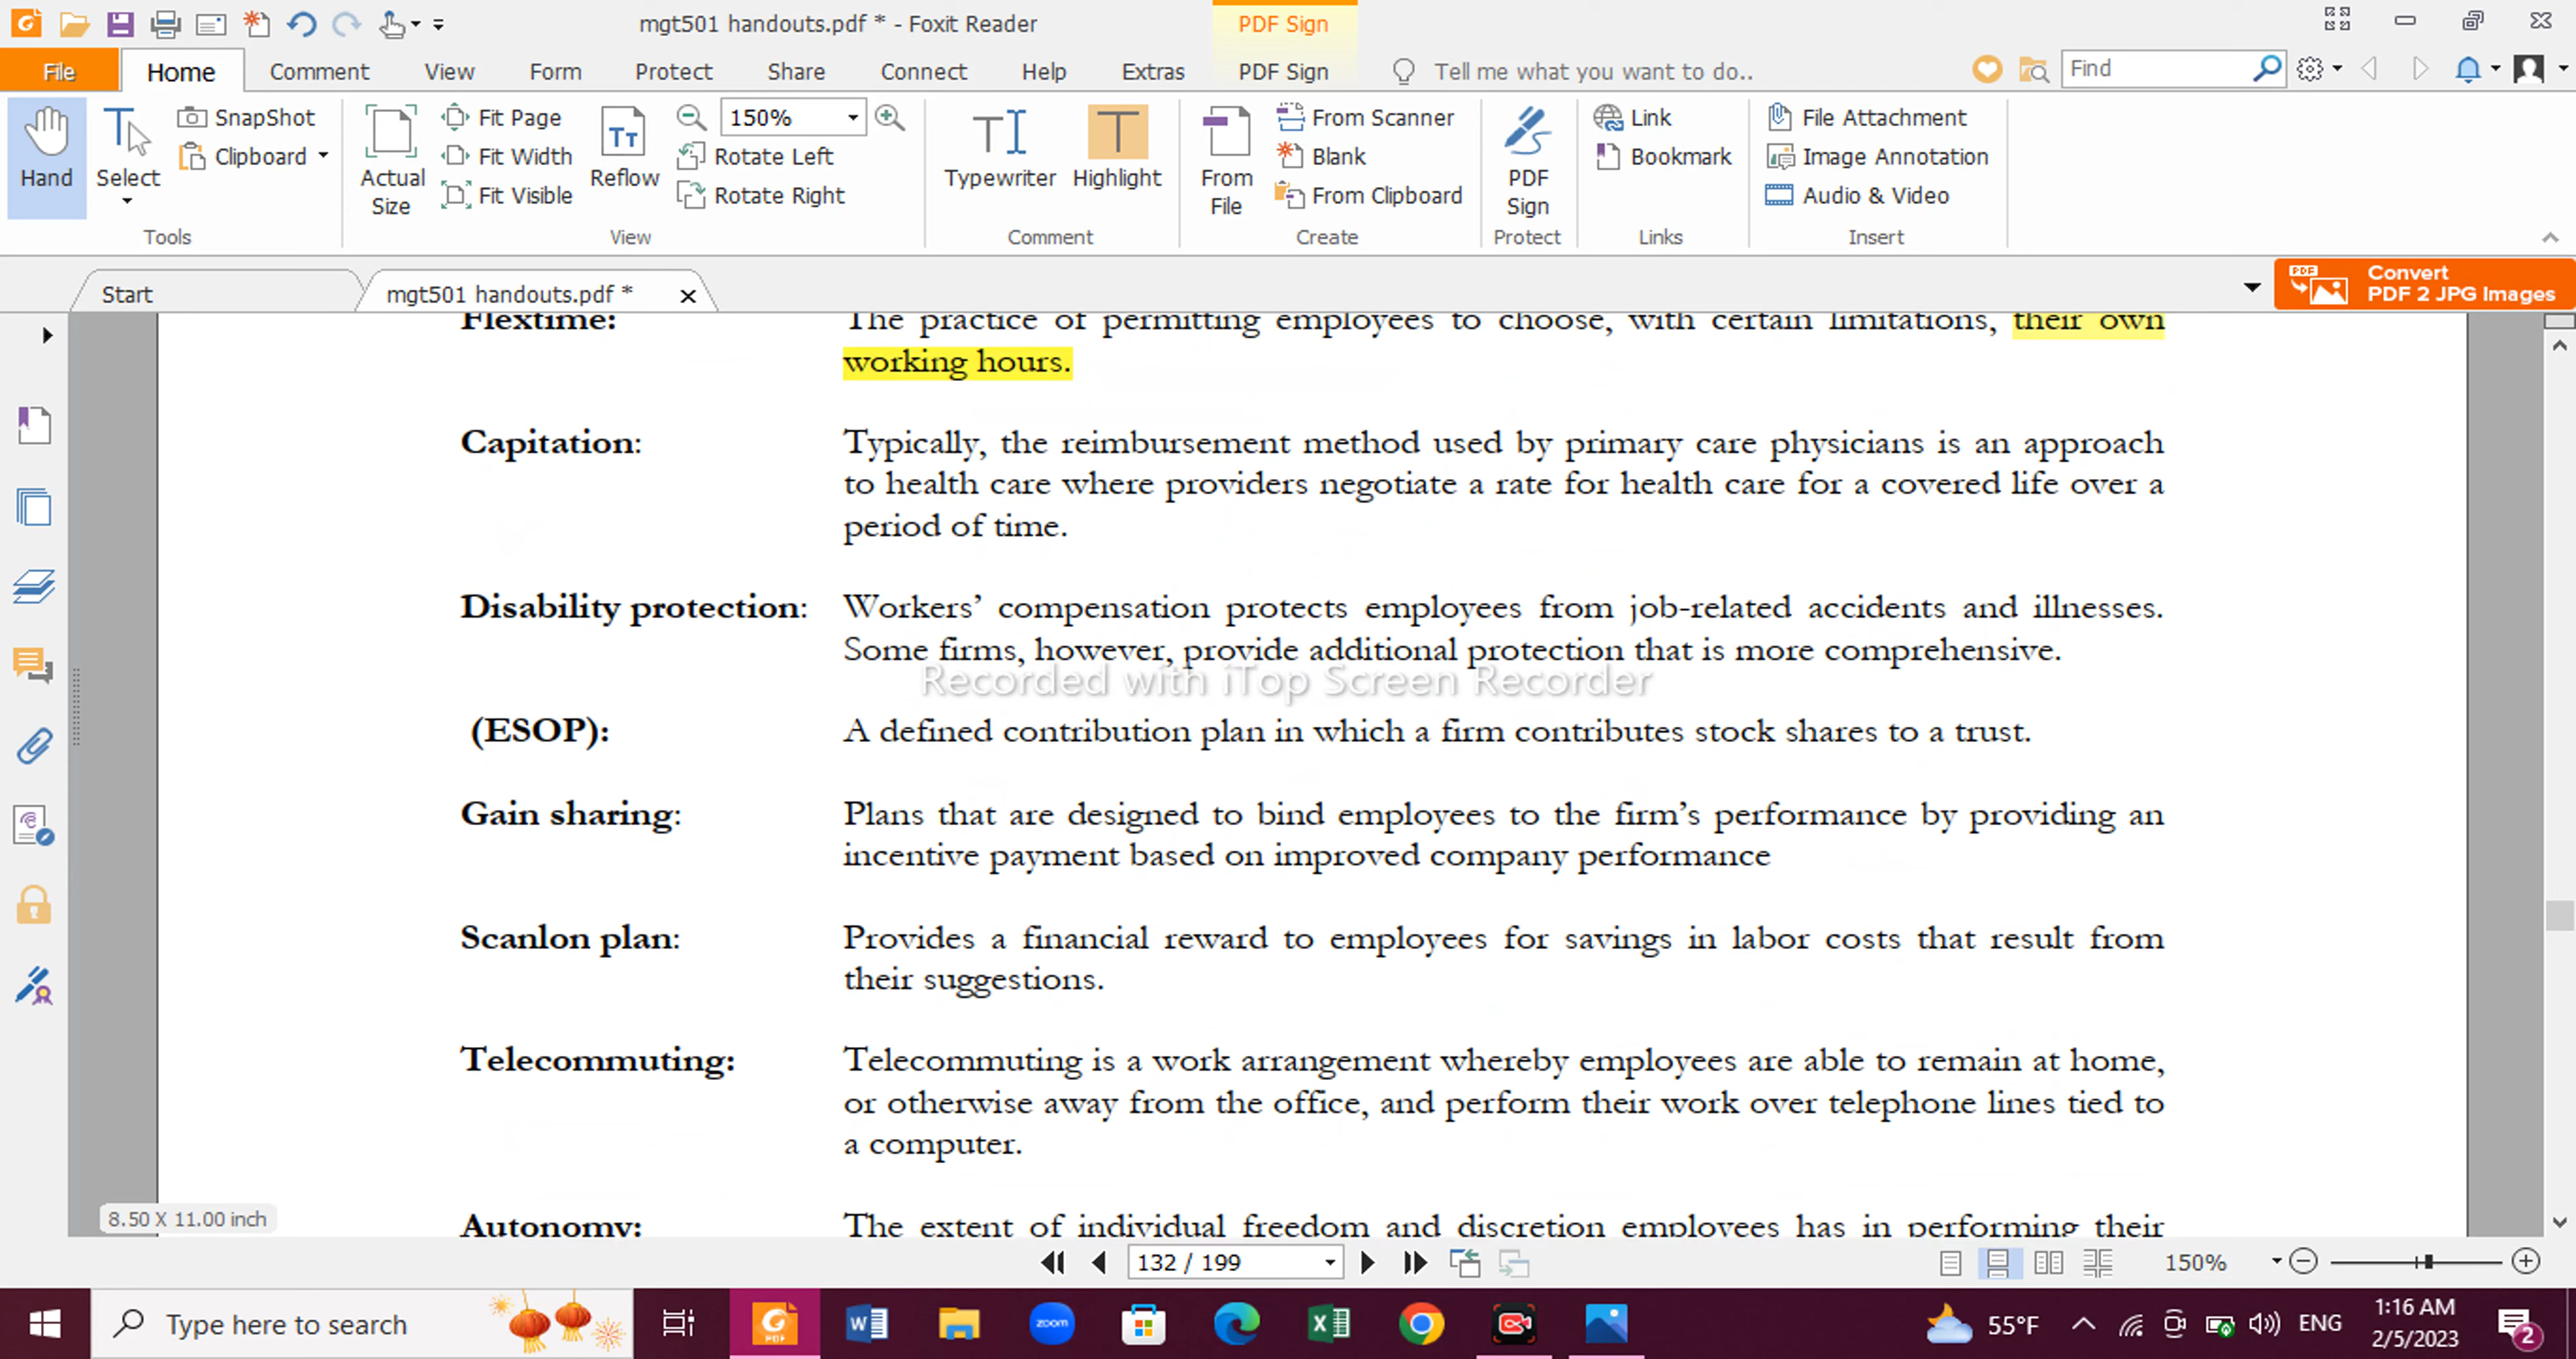 mgt501 handouts.pdf * - Foxit Reader
PDF Sign
File Home Comment View Form Protect Share Connect Help Extras PDF Sign Tell me what you want to do.. Find
Hand
Select
SnapShot
Clipboard
Tools
Actual Size
Fit Page
Fit Width
Fit Visible
Reflow
150%
Rotate Left
Rotate Right
View
Typewriter
Highlight
Comment
From File
From Scanner
Blank
From Clipboard
Create
PDF Sign
Protect
Link
Bookmark
Links
File Attachment
Image Annotation
Audio & Video
Insert
Start
mgt501 handouts.pdf *
PDF
Convert
PDF 2 JPG Images
Flextime: The practice of permitting employees to choose, with certain limitations, their own
working hours.
Capitation: Typically, the reimbursement method used by primary care physicians is an approach
to health care where providers negotiate a rate for health care for a covered life over a
period of time.
Disability protection: Workers’ compensation protects employees from job-related accidents and illnesses.
Some firms, however, provide additional protection that is more comprehensive.
Recorded with iTop Screen Recorder
(ESOP): A defined contribution plan in which a firm contributes stock shares to a trust.
Gain sharing: Plans that are designed to bind employees to the firm’s performance by providing an
incentive payment based on improved company performance
Scanlon plan: Provides a financial reward to employees for savings in labor costs that result from
their suggestions.
Telecommuting: Telecommuting is a work arrangement whereby employees are able to remain at home,
or otherwise away from the office, and perform their work over telephone lines tied to
a computer.
Autonomy: The extent of individual freedom and discretion employees has in performing their
8.50 X 11.00 inch
132 / 199
150%
Type here to search
zoom
55°F
ENG
1:16 AM
2/5/2023
2